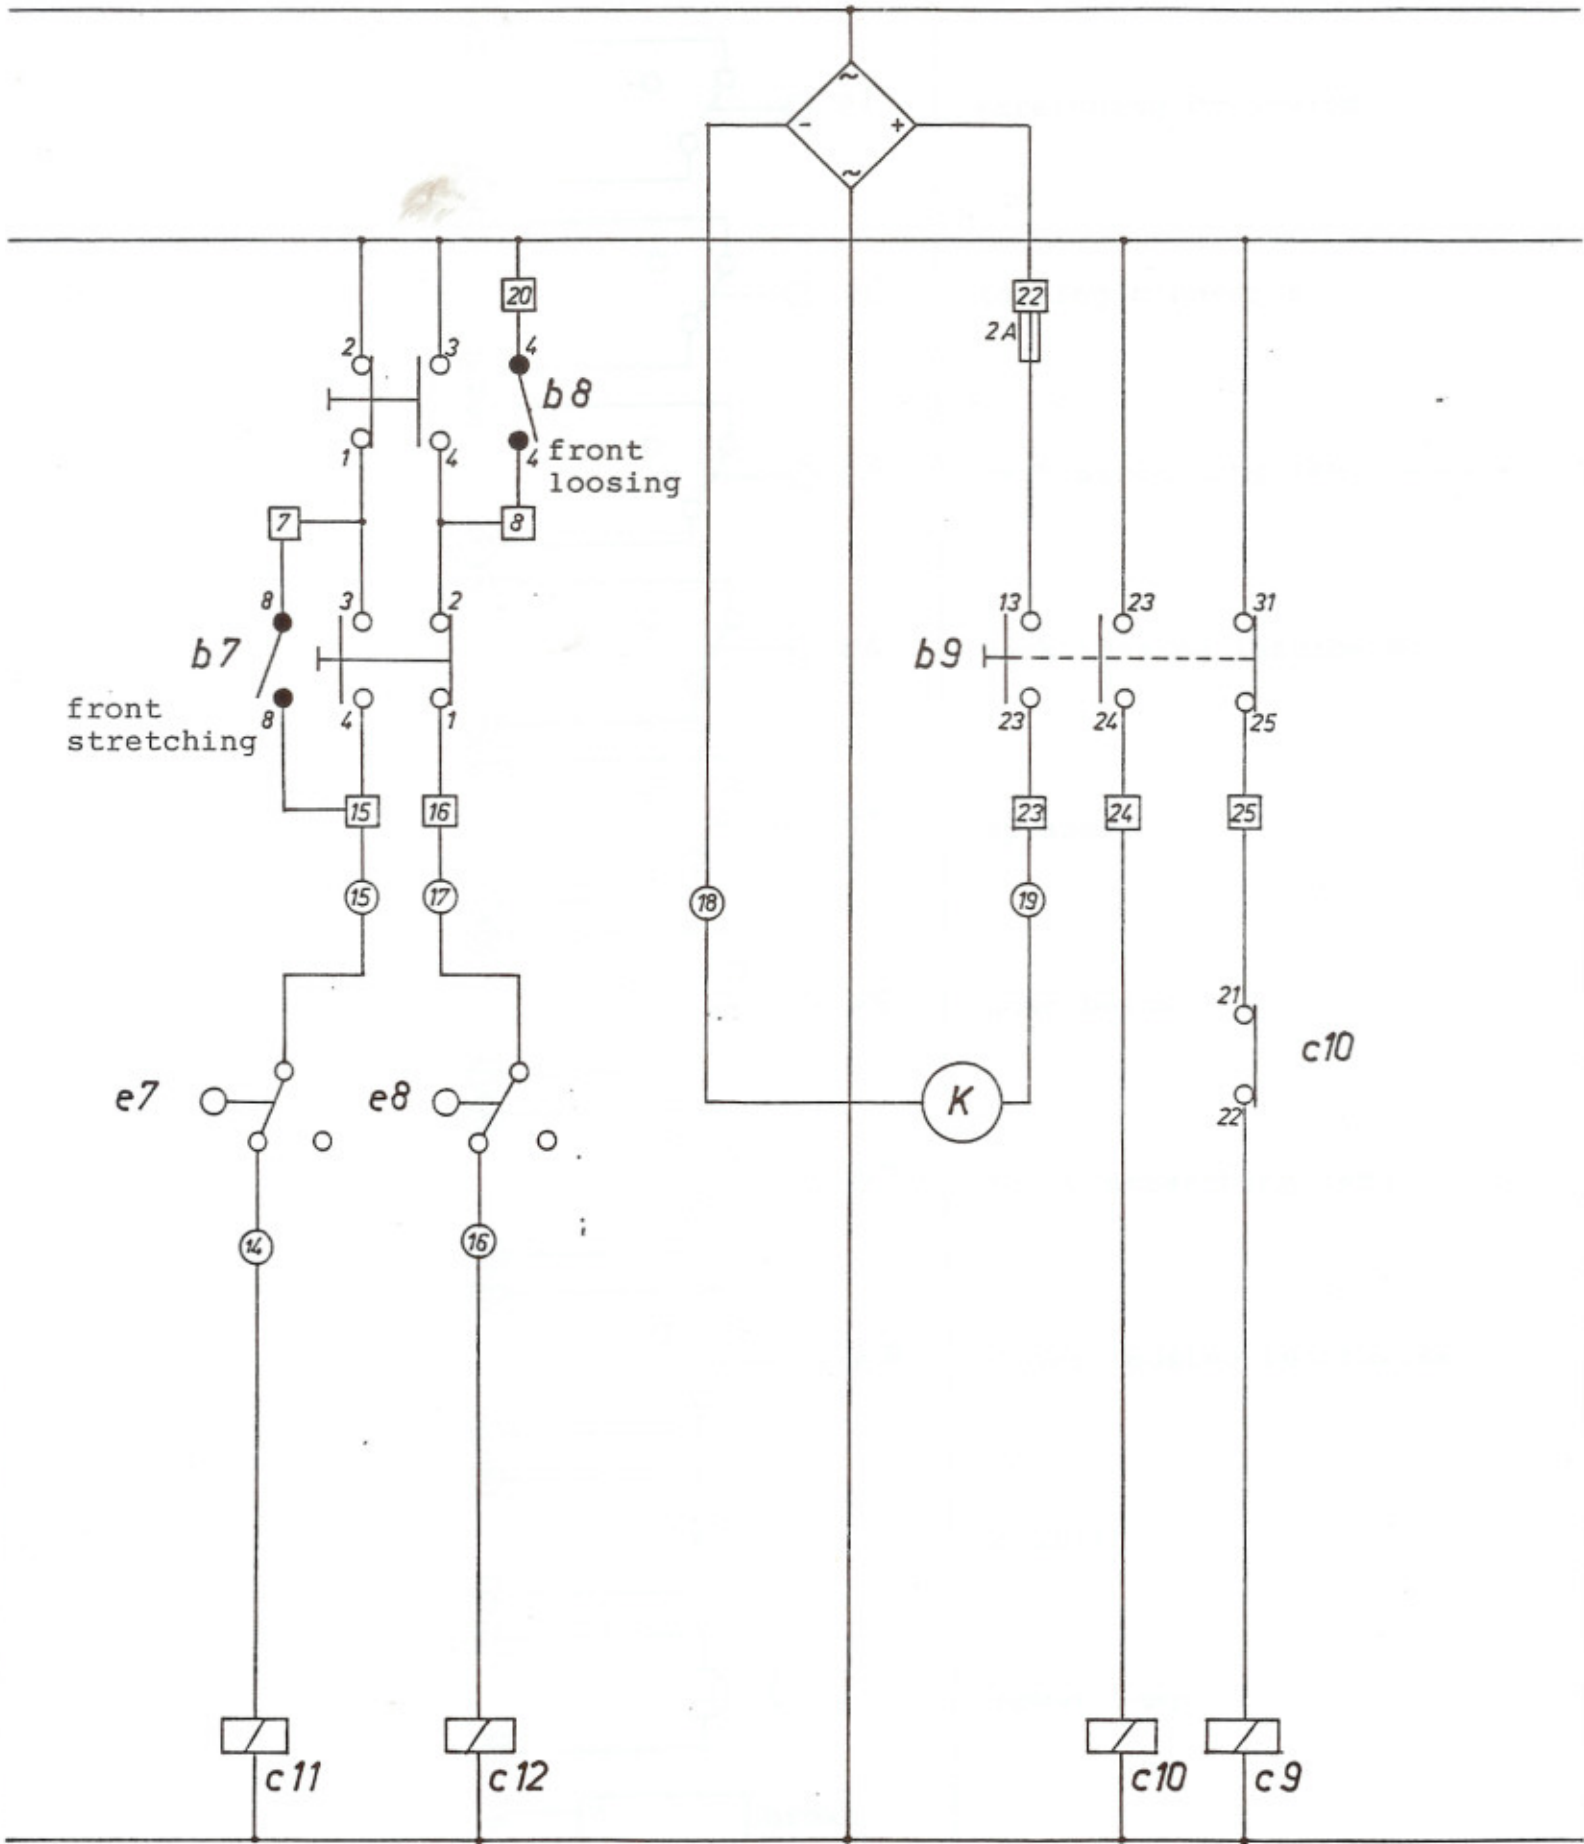 ~
- +
~
20
22
2A
2 3 4
b8
1 4 4
front
loosing
7 8
8 3 2 13 23 31
b7 b9
8 4 1 23 24 25
front
stretching
15 16 23 24 25
15 17 18 19
21
c10
22
e7 e8 K
14 16
c11 c12 c10 c9